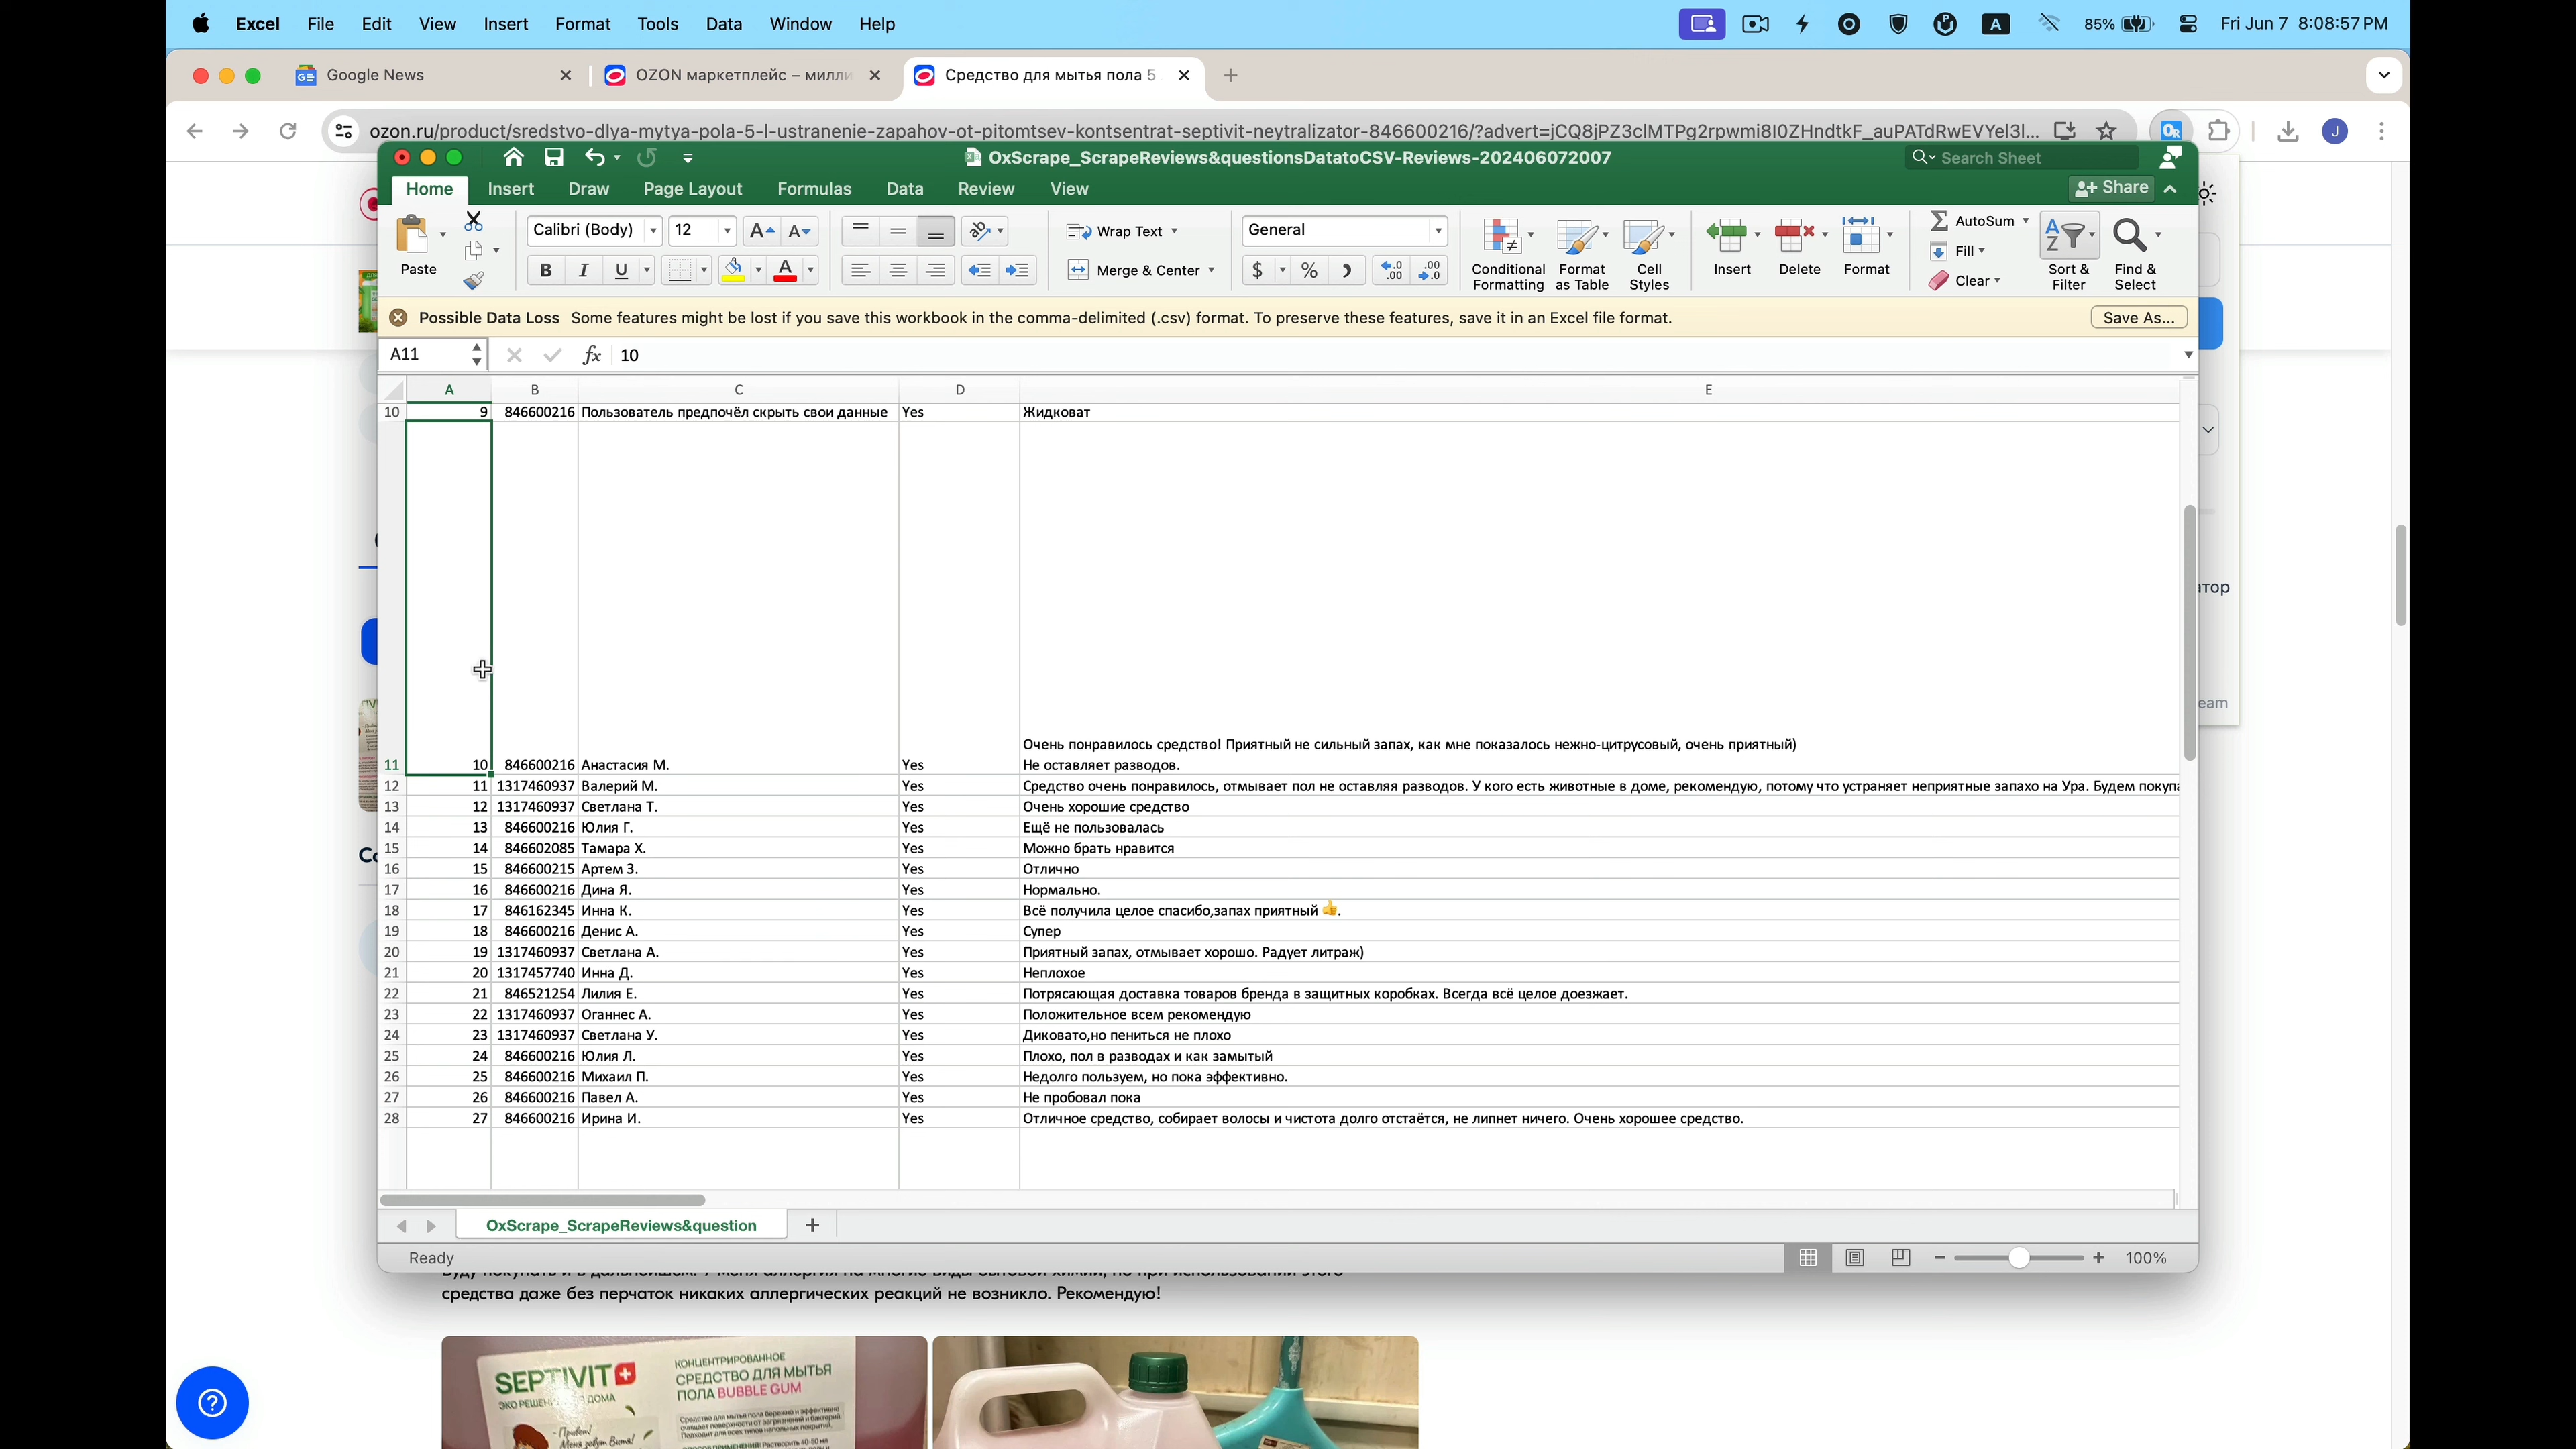 Excel File Edit View Insert Format Tools Data Window Help
A 85% Fri Jun 7 8:08:57 PM
Google News
OZON маркетплейс – милли
Средство для мытья пола 5
ozon.ru/product/sredstvo-dlya-mytya-pola-5-l-ustranenie-zapahov-ot-pitomtsev-kontsentrat-septivit-neytralizator-846600216/?advert=jCQ8jPZ3clMTPg2rpwmi8I0ZHndtkF_auPATdRwEVYel3l...
J
OxScrape_ScrapeReviews&questionsDatatoCSV-Reviews-202406072007
Search Sheet
Home Insert Draw Page Layout Formulas Data Review View
Share
Paste
Calibri (Body) 12
Wrap Text
Merge & Center
General
Conditional Formatting
Format as Table
Cell Styles
Insert Delete Format
AutoSum
Fill
Clear
Sort & Filter
Find & Select
Possible Data Loss Some features might be lost if you save this workbook in the comma-delimited (.csv) format. To preserve these features, save it in an Excel file format.
Save As...
A11 fx 10
A B C D E
10 9 846600216 Пользователь предпочёл скрыть свои данные Yes Жидковат
Очень понравилось средство! Приятный не сильный запах, как мне показалось нежно-цитрусовый, очень приятный)
11 10 846600216 Анастасия М. Yes Не оставляет разводов.
12 11 1317460937 Валерий М. Yes Средство очень понравилось, отмывает пол не оставляя разводов. У кого есть животные в доме, рекомендую, потому что устраняет неприятные запахо на Ура. Будем покупа
13 12 1317460937 Светлана Т. Yes Очень хорошие средство
14 13 846600216 Юлия Г. Yes Ещё не пользовалась
15 14 846602085 Тамара Х. Yes Можно брать нравится
16 15 846600215 Артем З. Yes Отлично
17 16 846600216 Дина Я. Yes Нормально.
18 17 846162345 Инна К. Yes Всё получила целое спасибо,запах приятный 👍.
19 18 846600216 Денис А. Yes Супер
20 19 1317460937 Светлана А. Yes Приятный запах, отмывает хорошо. Радует литраж)
21 20 1317457740 Инна Д. Yes Неплохое
22 21 846521254 Лилия Е. Yes Потрясающая доставка товаров бренда в защитных коробках. Всегда всё целое доезжает.
23 22 1317460937 Оганнес А. Yes Положительное всем рекомендую
24 23 1317460937 Светлана У. Yes Диковато,но пениться не плохо
25 24 846600216 Юлия Л. Yes Плохо, пол в разводах и как замытый
26 25 846600216 Михаил П. Yes Недолго пользуем, но пока эффективно.
27 26 846600216 Павел А. Yes Не пробовал пока
28 27 846600216 Ирина И. Yes Отличное средство, собирает волосы и чистота долго отстаётся, не липнет ничего. Очень хорошее средство.
атор
eam
Со
OxScrape_ScrapeReviews&question
Ready
100%
средства даже без перчаток никаких аллергических реакций не возникло. Рекомендую!
SEPTIVIT
КОНЦЕНТРИРОВАННОЕ
СРЕДСТВО ДЛЯ МЫТЬЯ
ПОЛА BUBBLE GUM